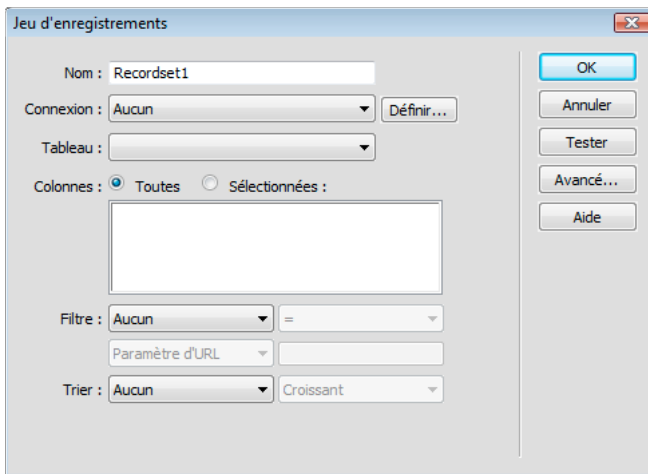 Jeu d'enregistrements
Nom : Recordset1
OK
Connexion : Aucun Définir...
Annuler
Tableau :
Tester
Colonnes : Toutes Sélectionnées :
Avancé...
Aide
Filtre : Aucun =
Paramètre d'URL
Trier : Aucun Croissant